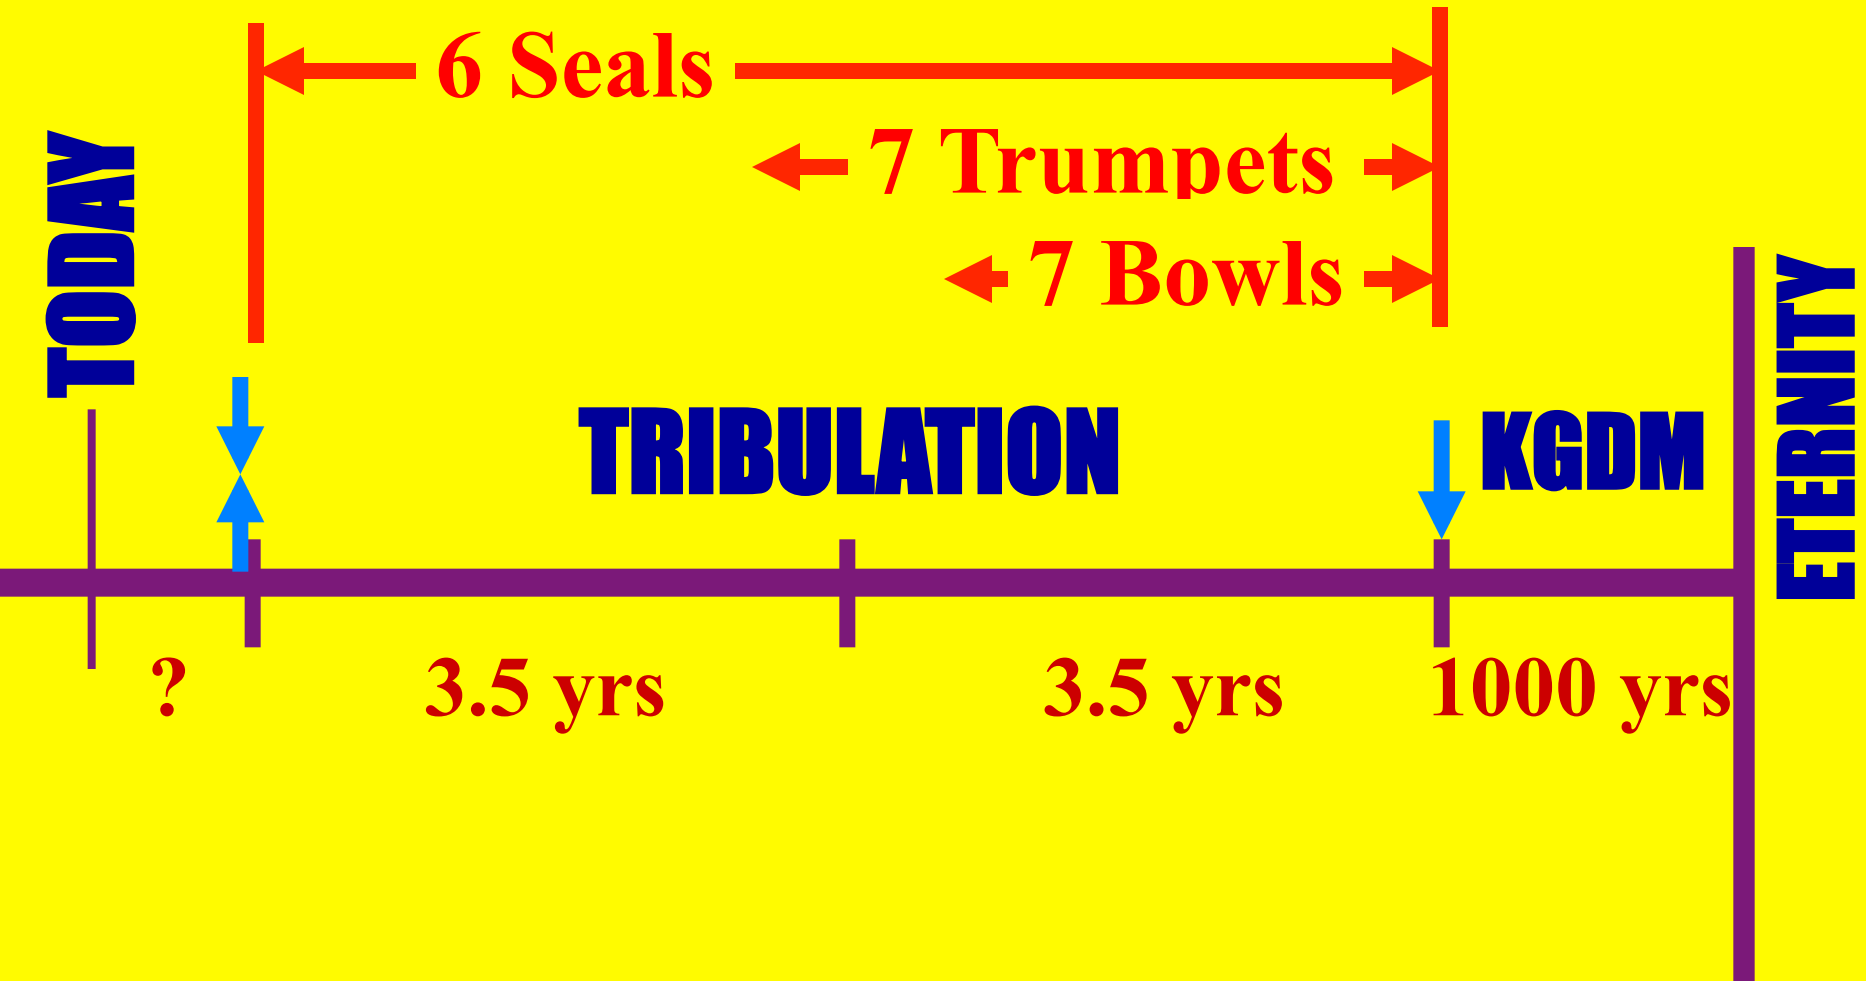 6 Seals
7 Trumpets
7 Bowls
TODAY
TRIBULATION
KGDM
ETERNITY
?
3.5 yrs
3.5 yrs
1000 yrs